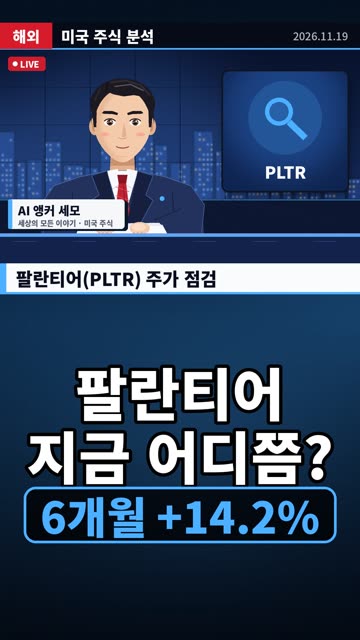 해외 미국 주식 분석 2026.11.19
LIVE
PLTR
AI 앵커 세모
세상의 모든 이야기 · 미국 주식
팔란티어(PLTR) 주가 점검
팔란티어
지금 어디쯤?
6개월 +14.2%